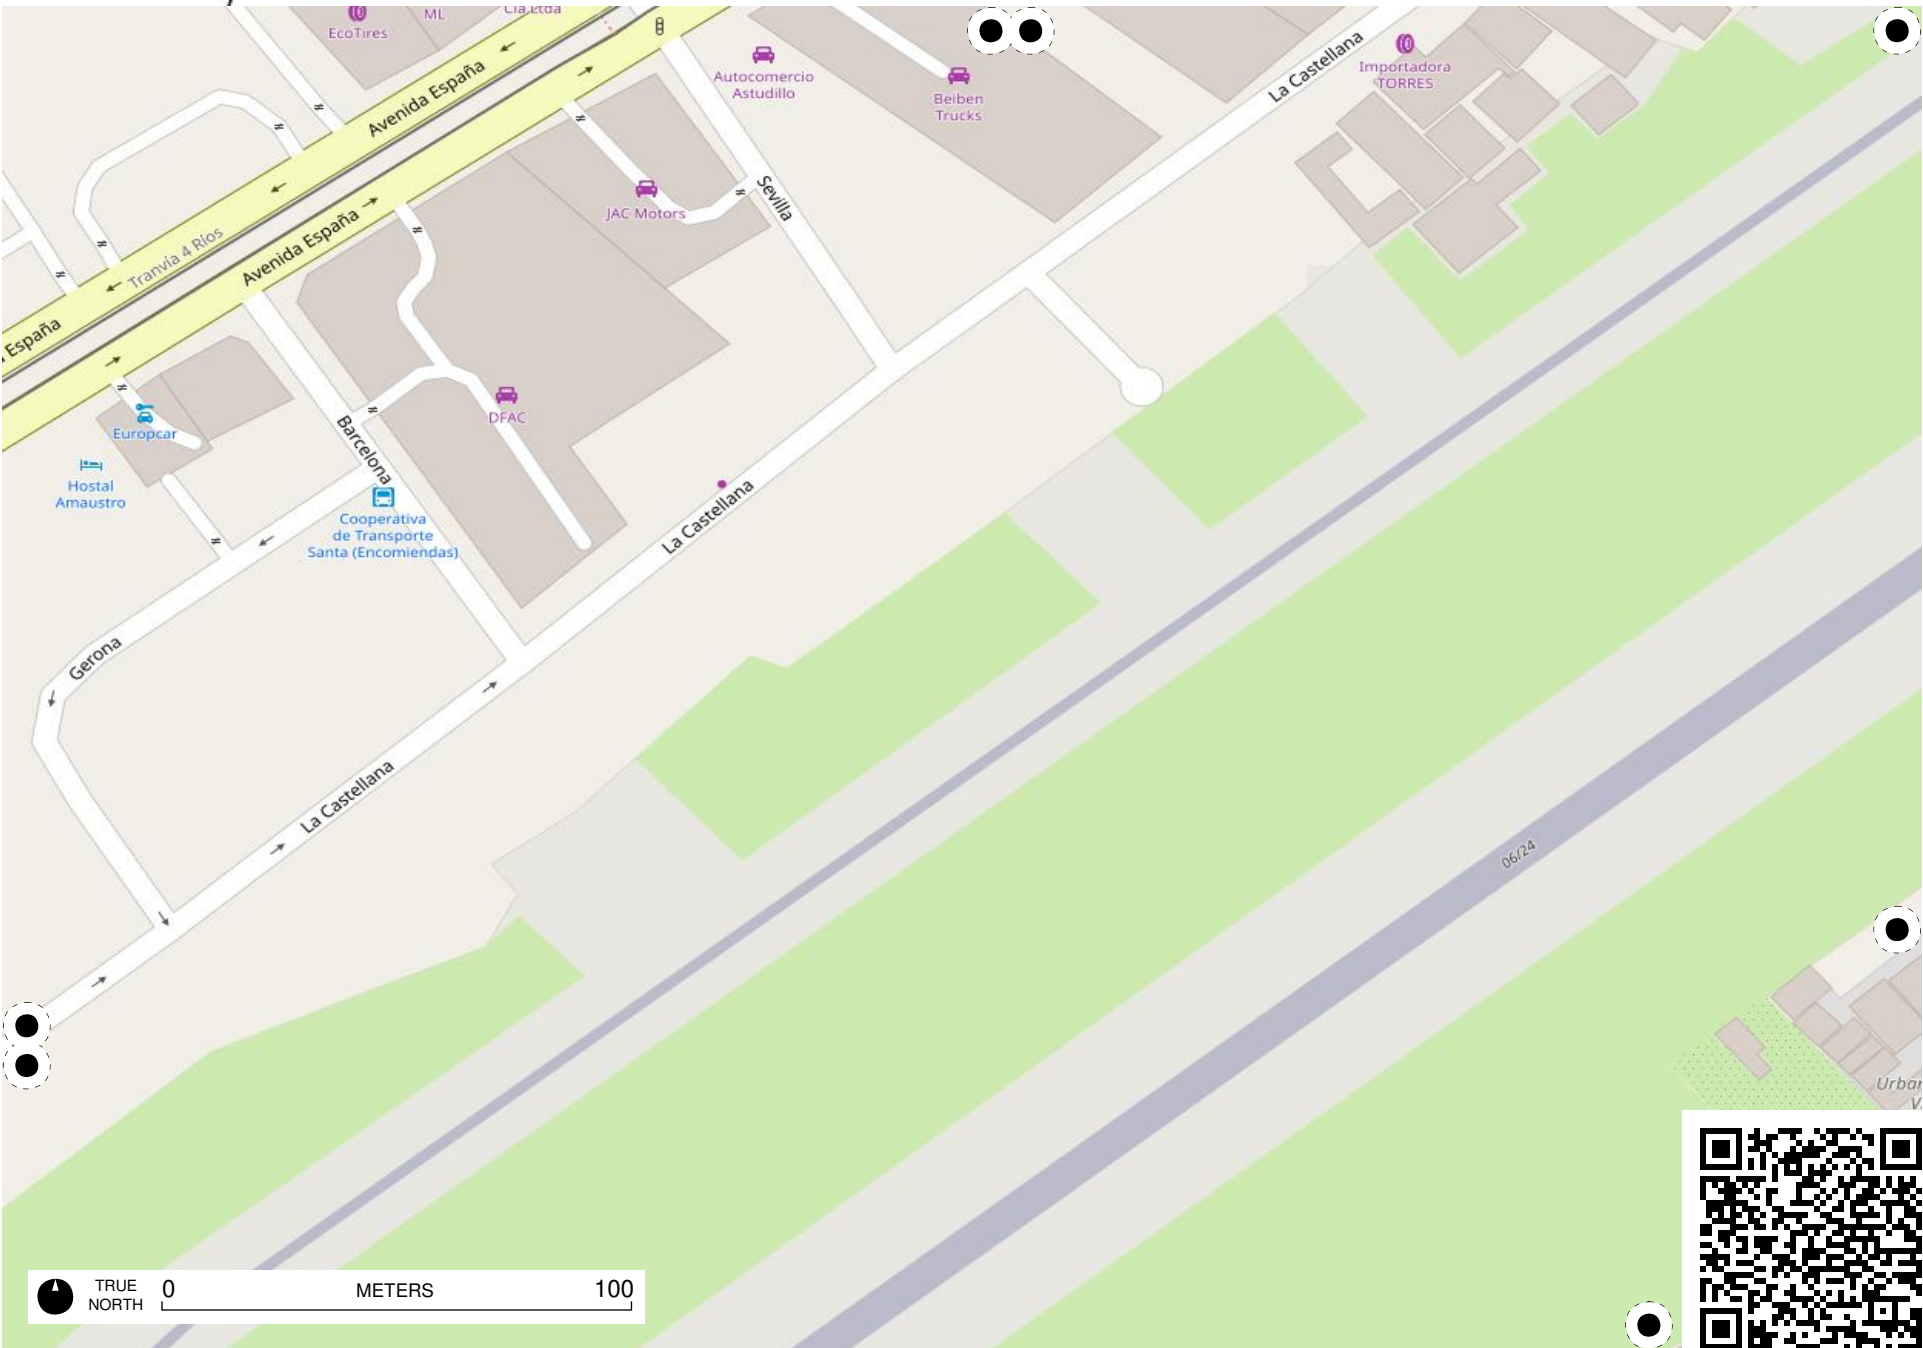 EcoTires
ML
Cia.Ltda
Avenida España
Autocomercio
Astudillo
Beiben
Trucks
La Castellana
Importadora
TORRES
JAC Motors
Sevilla
Tranvía 4 Ríos
Avenida España
España
Europcar
Hostal
Amaustro
Barcelona
DFAC
Cooperativa
de Transporte
Santa (Encomiendas)
La Castellana
Gerona
La Castellana
06/24
TRUE
NORTH
0 METERS 100